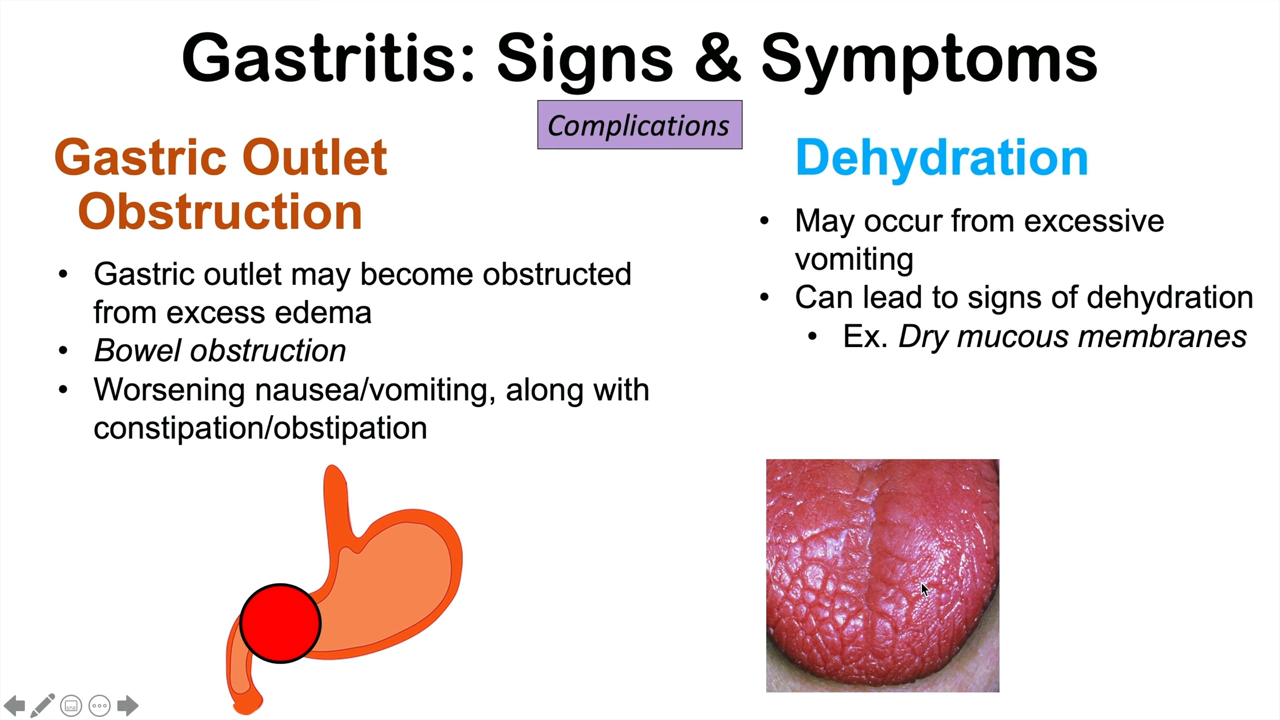 Gastritis: Signs & Symptoms
Complications
Gastric Outlet
Obstruction
• Gastric outlet may become obstructed
from excess edema
• Bowel obstruction
• Worsening nausea/vomiting, along with
constipation/obstipation
Dehydration
• May occur from excessive
vomiting
• Can lead to signs of dehydration
• Ex. Dry mucous membranes